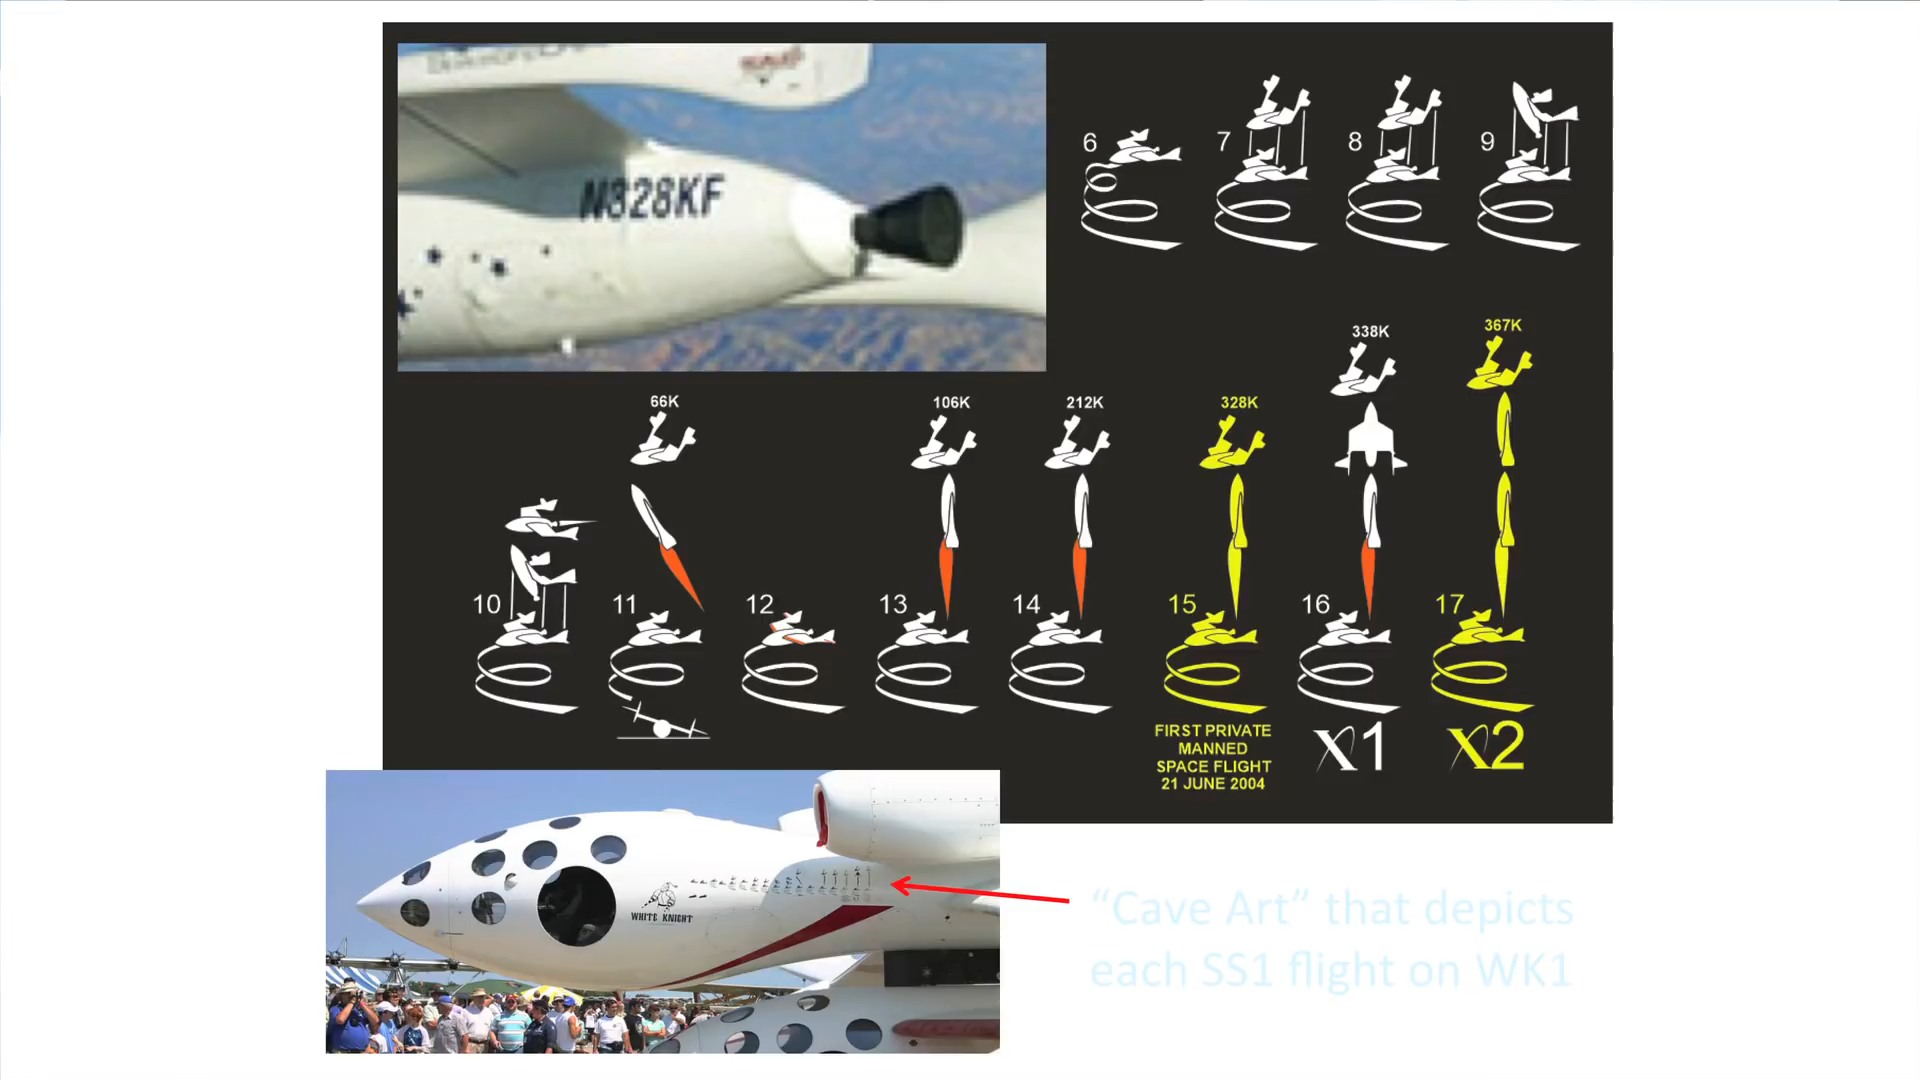 N328KF
6
7
8
9
338K
367K
66K
106K
212K
328K
10
11
12
13
14
15
16
17
FIRST PRIVATE
MANNED
SPACE FLIGHT
21 JUNE 2004
X1
X2
WHITE KNIGHT
“Cave Art” that depicts
each SS1 flight on WK1